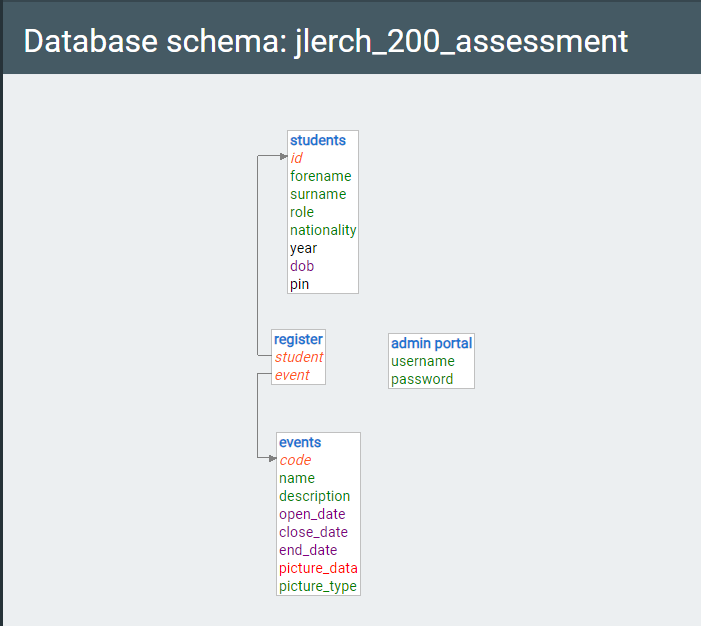 Database schema: jlerch_200_assessment
students
id
forename
surname
role
nationality
year
dob
pin
register
student
event
admin portal
username
password
events
code
name
description
open_date
close_date
end_date
picture_data
picture_type